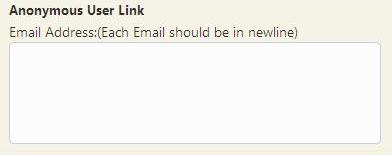 Anonymous User Link
Email Address:(Each Email should be in newline)